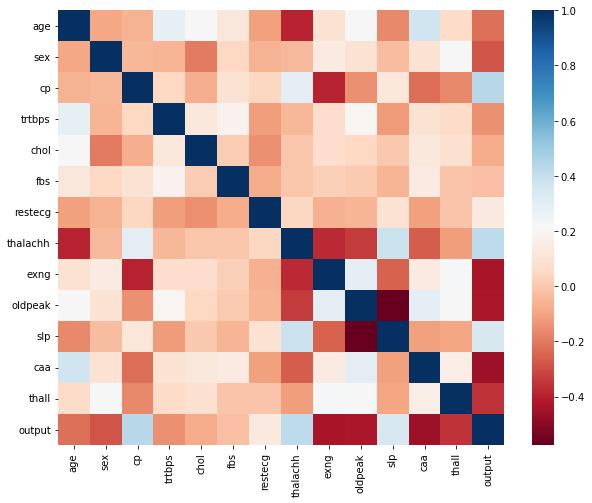 age
sex
cp
trtbps
chol
fbs
restecg
thalachh
exng
oldpeak
slp
caa
thall
output
age
sex
cp
trtbps
chol
fbs
restecg
thalachh
exng
oldpeak
slp
caa
thall
output
1.0
0.8
0.6
0.4
0.2
0.0
−0.2
−0.4